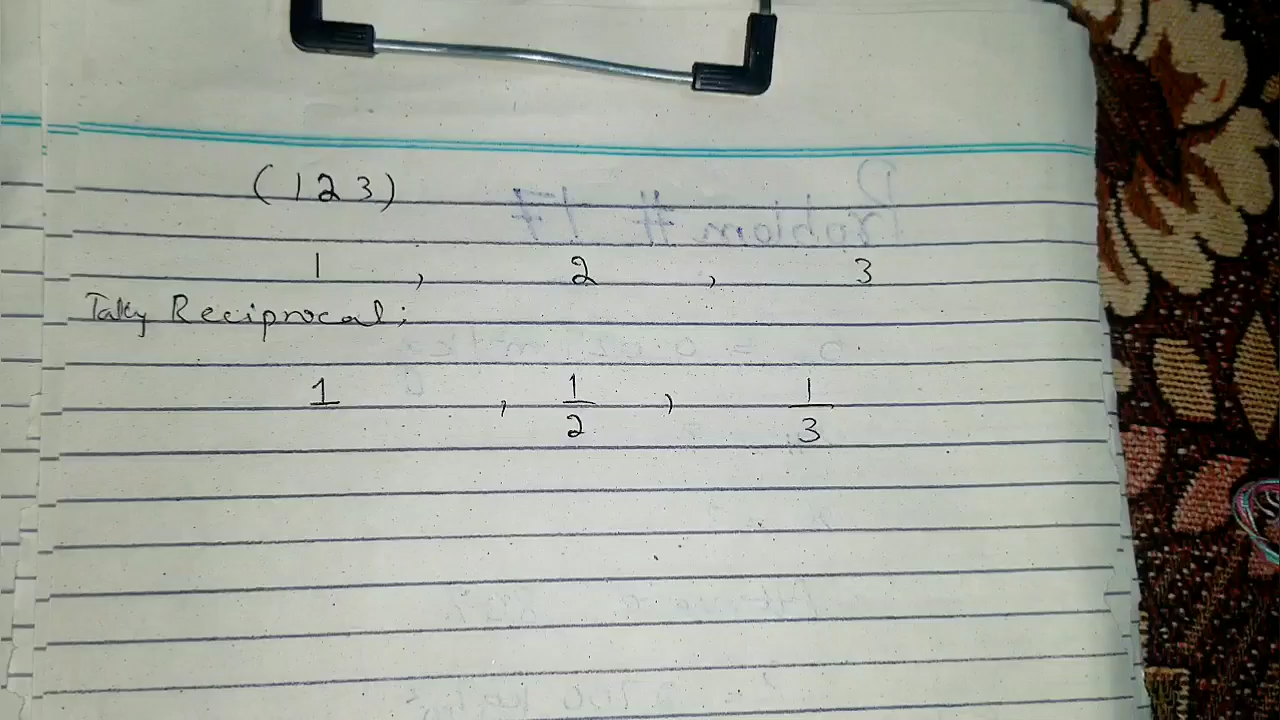 (123)
1 , 2 , 3
Taky Reciprocal;
1 , 1/2 , 1/3